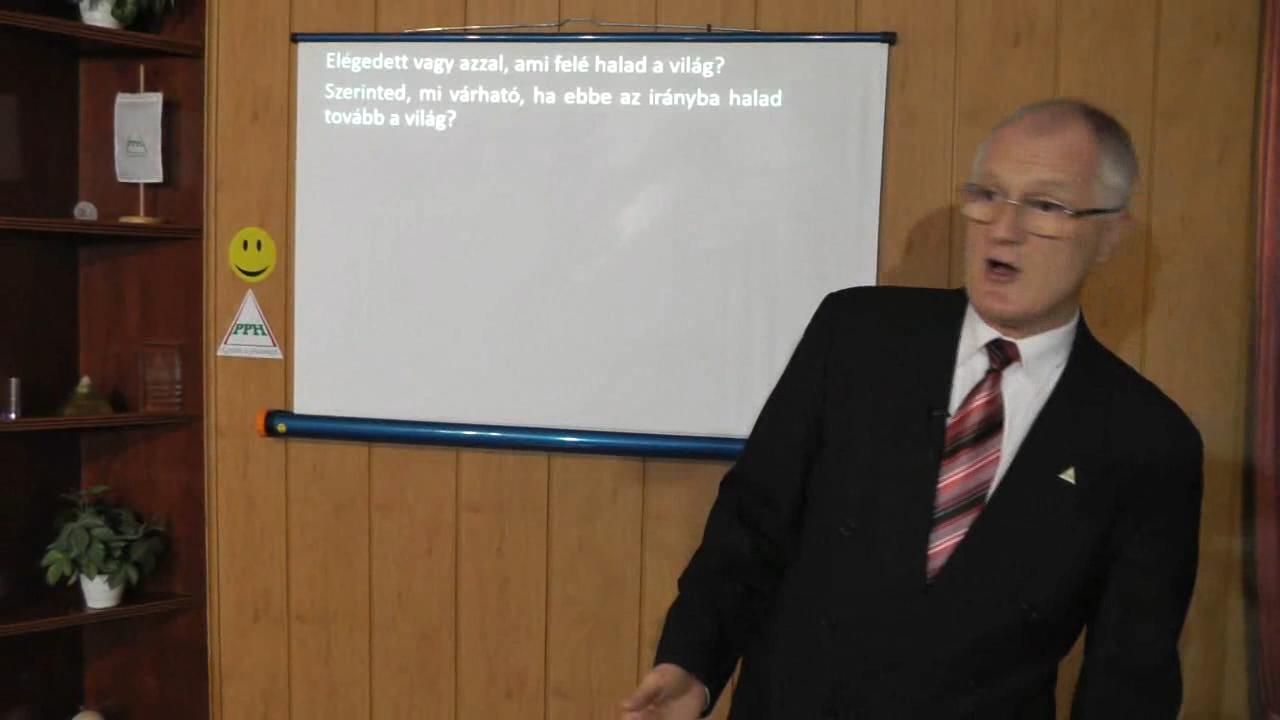 Elégedett vagy azzal, ami felé halad a világ?
Szerinted, mi várható, ha ebbe az irányba halad
tovább a világ?
PPH